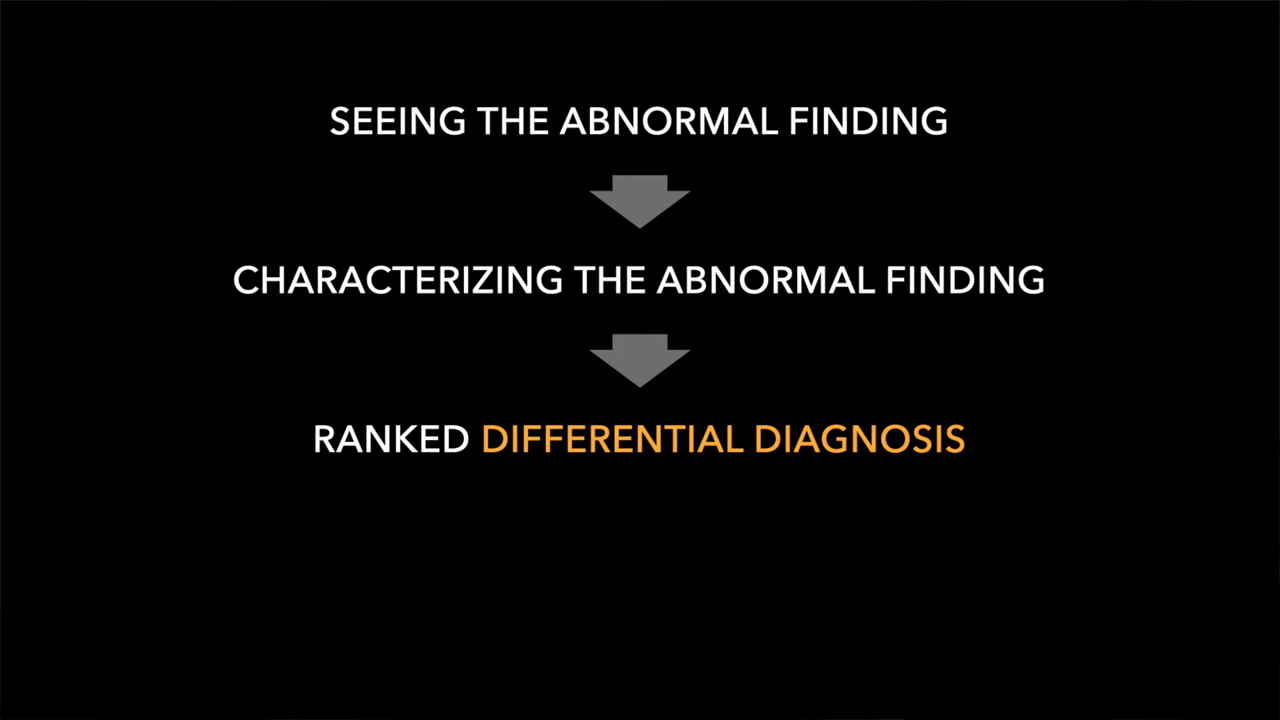 SEEING THE ABNORMAL FINDING
CHARACTERIZING THE ABNORMAL FINDING
RANKED DIFFERENTIAL DIAGNOSIS